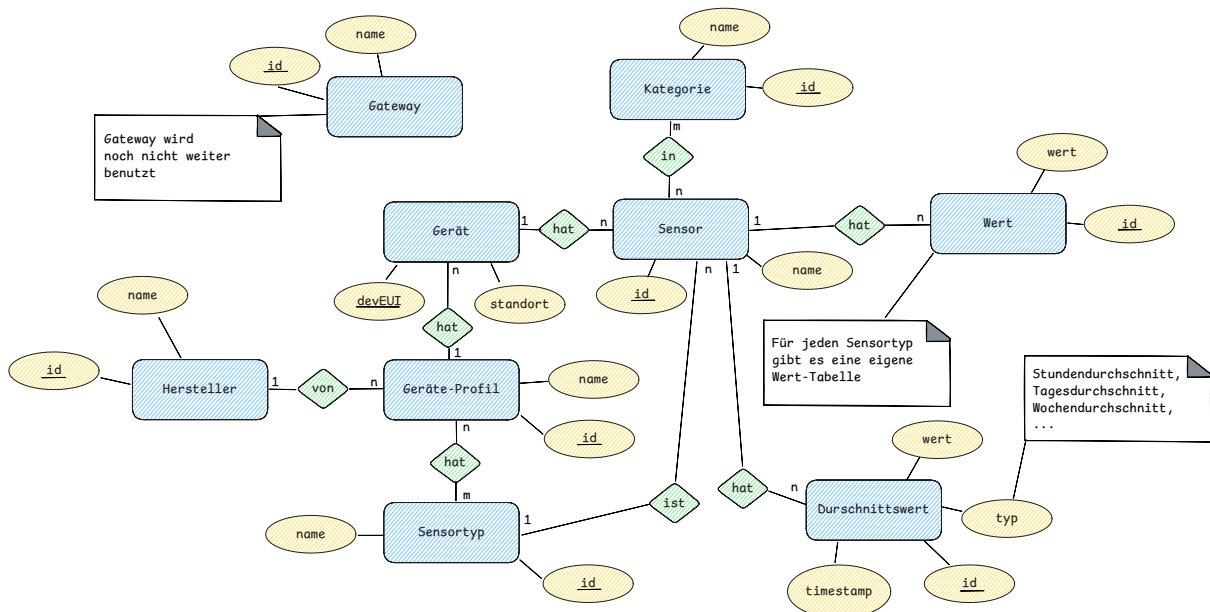 name
id
Gateway
Gateway wird
noch nicht weiter
benutzt
name
Kategorie
id
m
in
n
Gerät
1
hat
n
Sensor
1
hat
n
Wert
wert
id
name
id
n
1
n
devEUI
standort
hat
1
name
id
Hersteller
1
von
n
Geräte-Profil
name
id
n
hat
m
Sensortyp
name
id
1
ist
Für jeden Sensortyp
gibt es eine eigene
Wert-Tabelle
Stundendurchschnitt,
Tagesdurchschnitt,
Wochendurchschnitt,
...
hat
n
Durschnittswert
wert
typ
id
timestamp